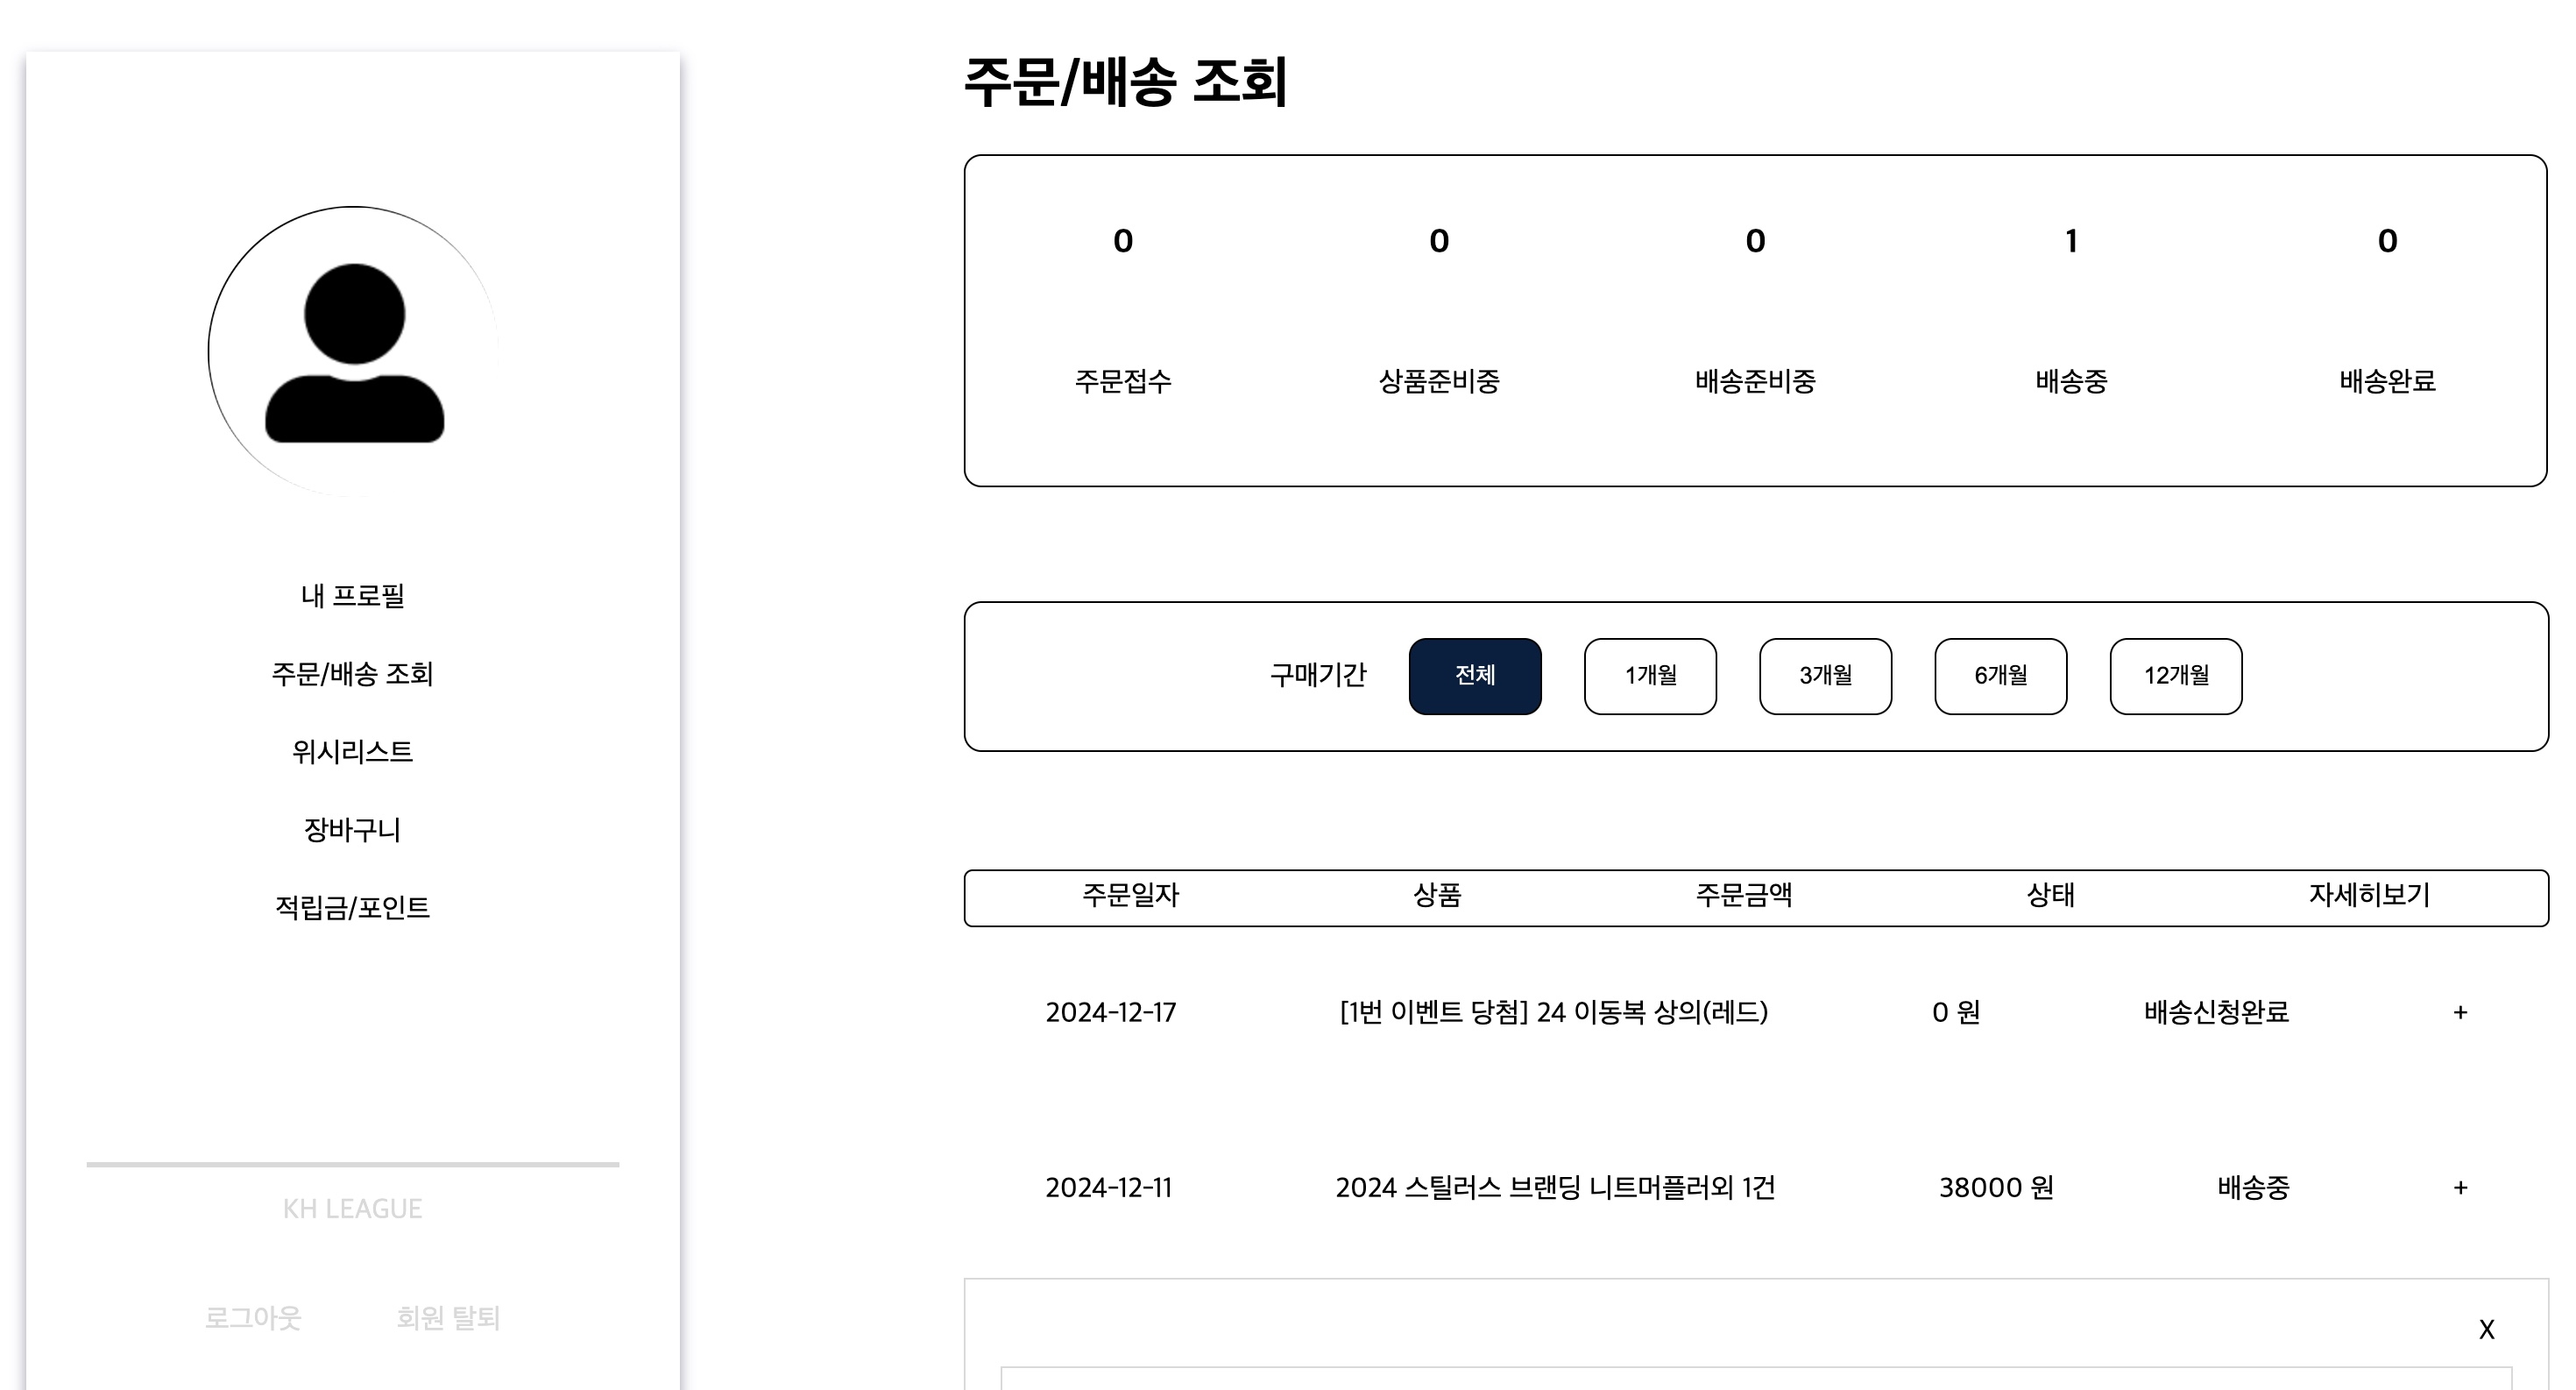 내 프로필
주문/배송 조회
위시리스트
장바구니
적립금/포인트
KH LEAGUE
로그아웃 회원 탈퇴
주문/배송 조회
0 0 0 1 0
주문접수 상품준비중 배송준비중 배송중 배송완료
구매기간 전체 1개월 3개월 6개월 12개월
주문일자 상품 주문금액 상태 자세히보기
2024-12-17 [1번 이벤트 당첨] 24 이동복 상의(레드) 0 원 배송신청완료 +
2024-12-11 2024 스틸러스 브랜딩 니트머플러외 1건 38000 원 배송중 +
X